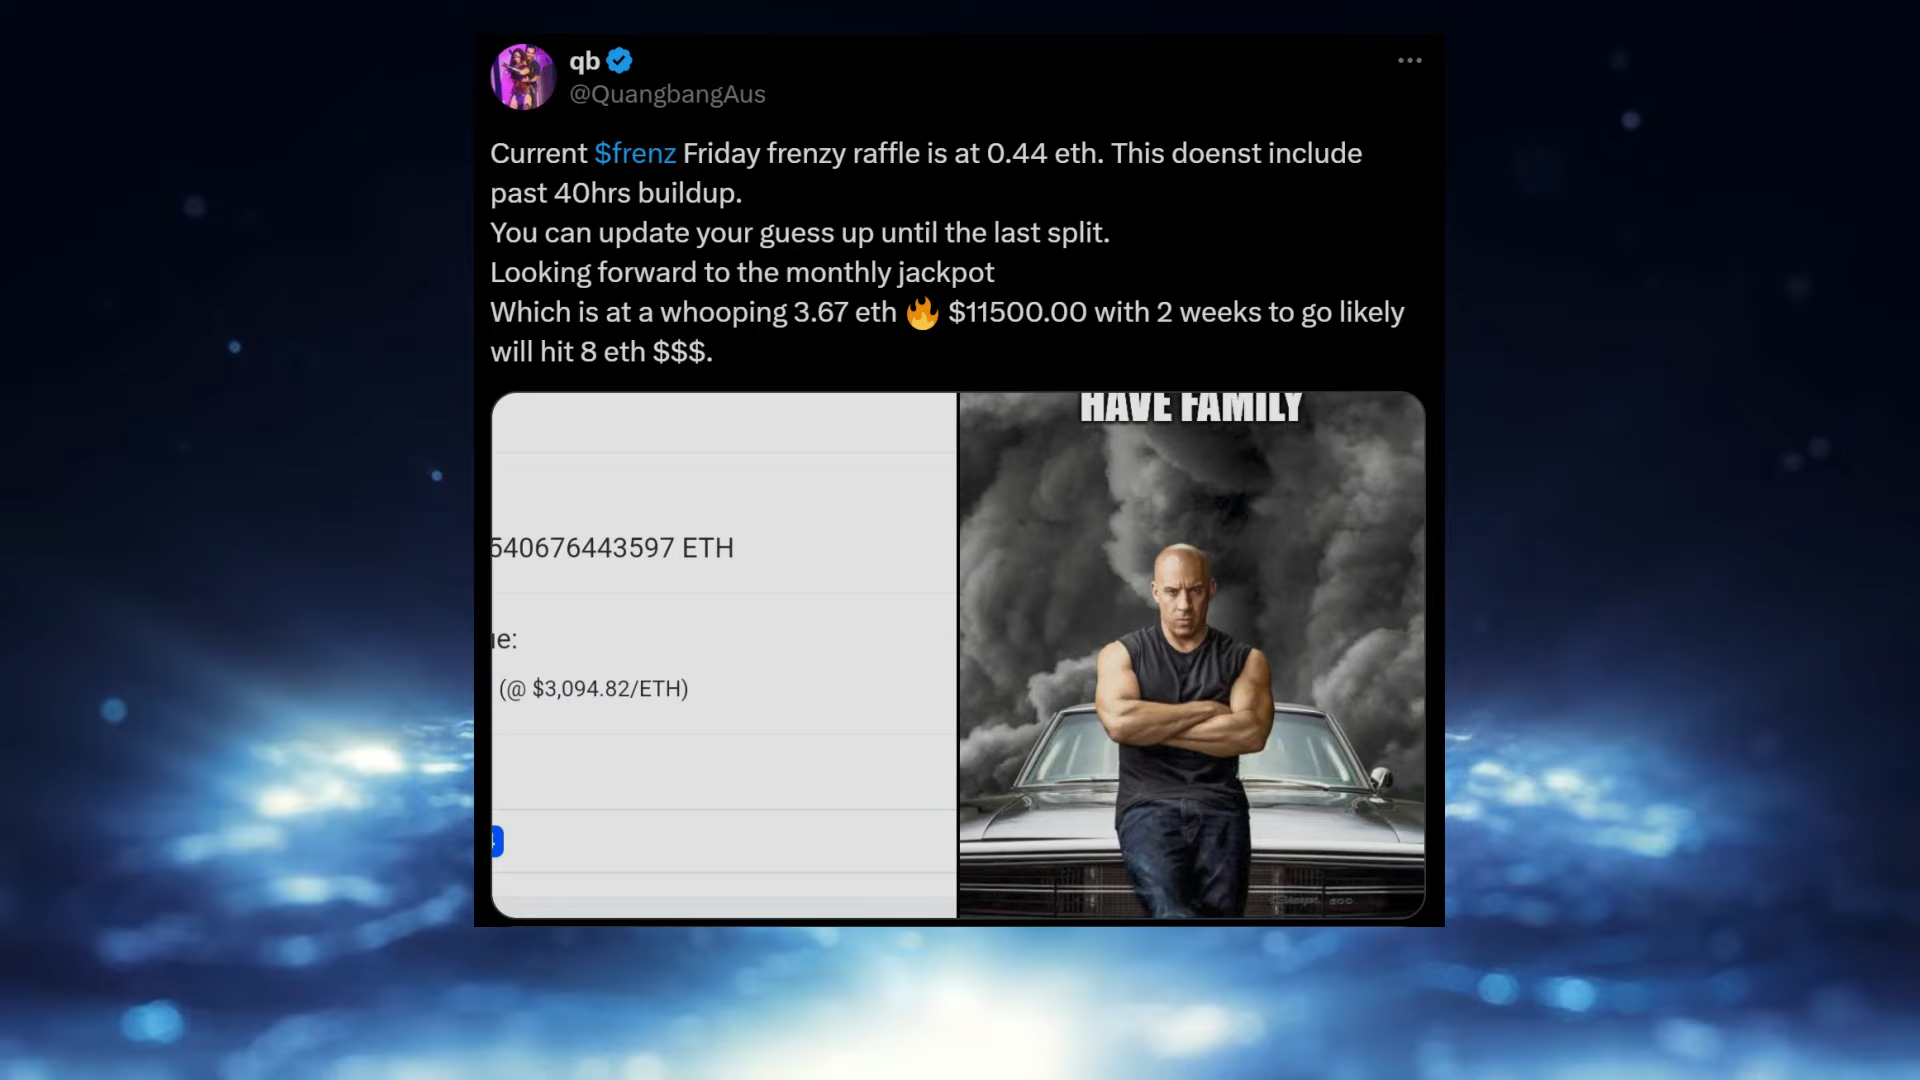 qb
@QuangbangAus
Current $frenz Friday frenzy raffle is at 0.44 eth. This doenst include
past 40hrs buildup.
You can update your guess up until the last split.
Looking forward to the monthly jackpot
Which is at a whooping 3.67 eth 🔥 $11500.00 with 2 weeks to go likely
will hit 8 eth $$$.
HAVE FAMILY
540676443597 ETH
ue:
(@ $3,094.82/ETH)